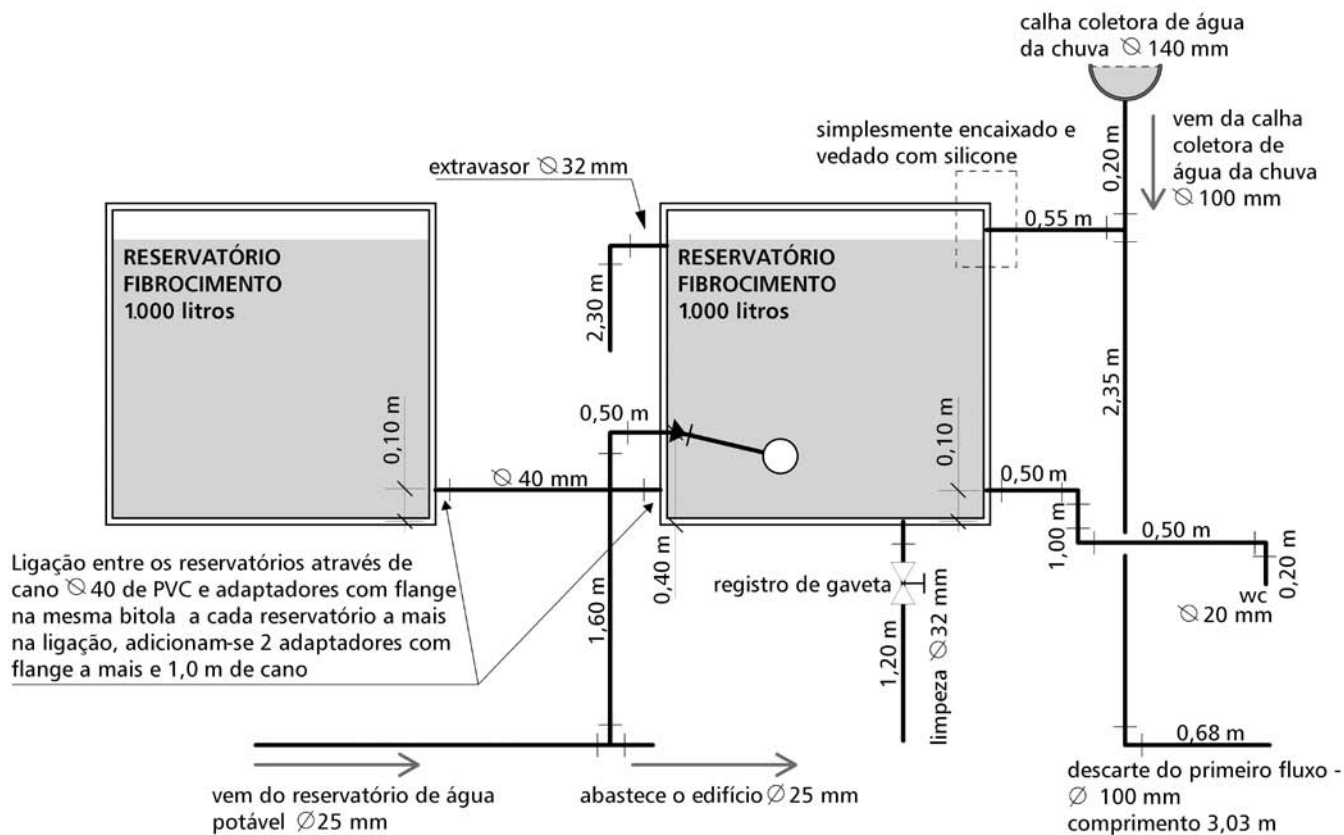 calha coletora de água
da chuva ∅ 140 mm
vem da calha
coletora de
água da chuva
∅ 100 mm
0,20 m
simplesmente encaixado e
vedado com silicone
extravasor ∅ 32 mm
0,55 m
RESERVATÓRIO
FIBROCIMENTO
1.000 litros
2,30 m
RESERVATÓRIO
FIBROCIMENTO
1.000 litros
2,35 m
0,10 m
0,50 m
0,10 m
∅ 40 mm
0,50 m
Ligação entre os reservatórios através de
cano ∅ 40 de PVC e adaptadores com flange
na mesma bitola a cada reservatório a mais
na ligação, adicionam-se 2 adaptadores com
flange a mais e 1,0 m de cano
1,60 m
0,40 m
registro de gaveta
1,20 m
limpeza ∅ 32 mm
1,00 m
0,50 m
0,20 m
wc
∅ 20 mm
0,68 m
vem do reservatório de água
potável ∅ 25 mm
abastece o edifício ∅ 25 mm
descarte do primeiro fluxo -
∅ 100 mm
comprimento 3,03 m